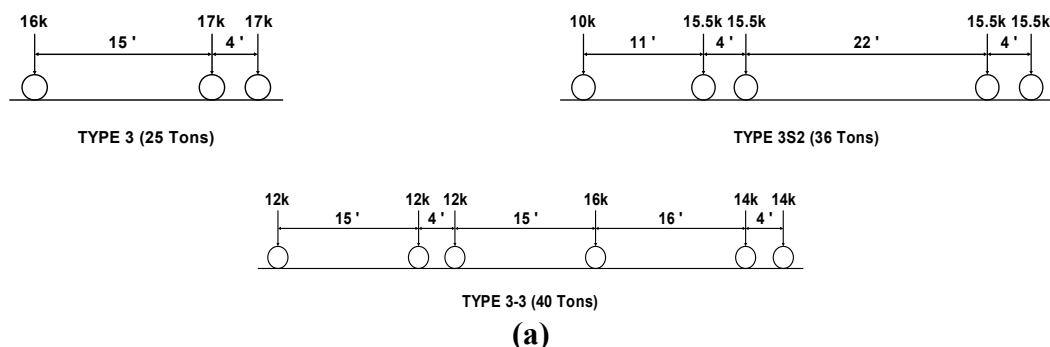 16k 17k 17k
15 ' 4 '
TYPE 3 (25 Tons)
10k 15.5k 15.5k 15.5k 15.5k
11 ' 4 ' 22 ' 4 '
TYPE 3S2 (36 Tons)
12k 12k 12k 16k 14k 14k
15 ' 4 ' 15 ' 16 ' 4 '
TYPE 3-3 (40 Tons)
(a)